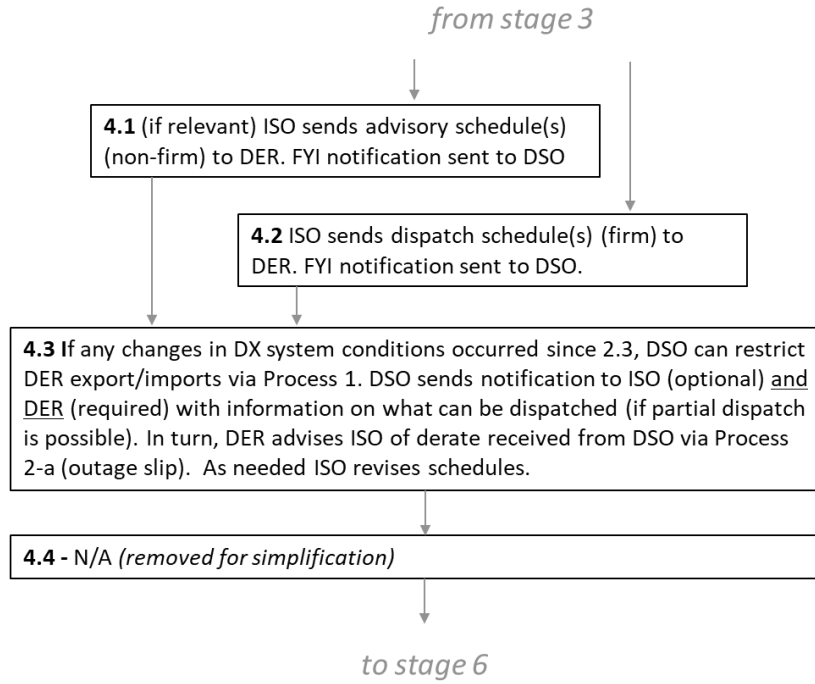 from stage 3
4.1 (if relevant) ISO sends advisory schedule(s)
(non-firm) to DER. FYI notification sent to DSO
4.2 ISO sends dispatch schedule(s) (firm) to
DER. FYI notification sent to DSO.
4.3 If any changes in DX system conditions occurred since 2.3, DSO can restrict
DER export/imports via Process 1. DSO sends notification to ISO (optional) and
DER (required) with information on what can be dispatched (if partial dispatch
is possible). In turn, DER advises ISO of derate received from DSO via Process
2-a (outage slip).  As needed ISO revises schedules.
4.4 - N/A (removed for simplification)
to stage 6